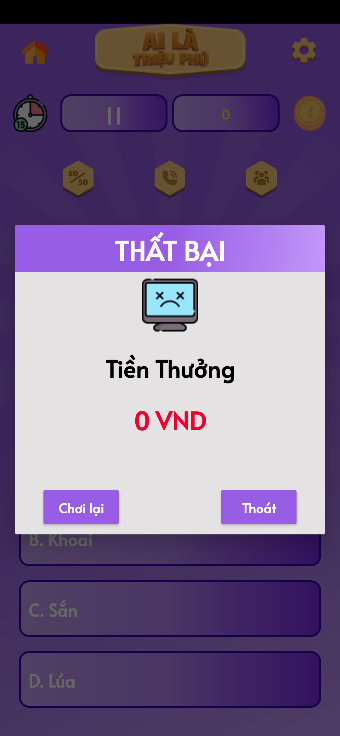 AI LÀ
TRIỆU PHÚ
15
0
50
50
THẤT BẠI
Tiền Thưởng
0 VND
Chơi lại
Thoát
B. Khoai
C. Sắn
D. Lúa